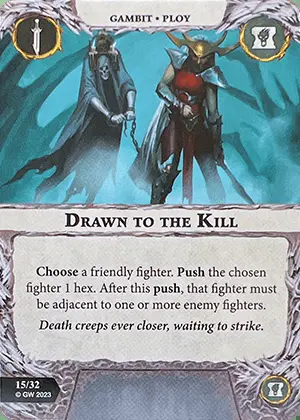 GAMBIT • PLOY
DRAWN TO THE KILL
Choose a friendly fighter. Push the chosen
fighter 1 hex. After this push, that fighter must
be adjacent to one or more enemy fighters.
Death creeps ever closer, waiting to strike.
15/32
© GW 2023